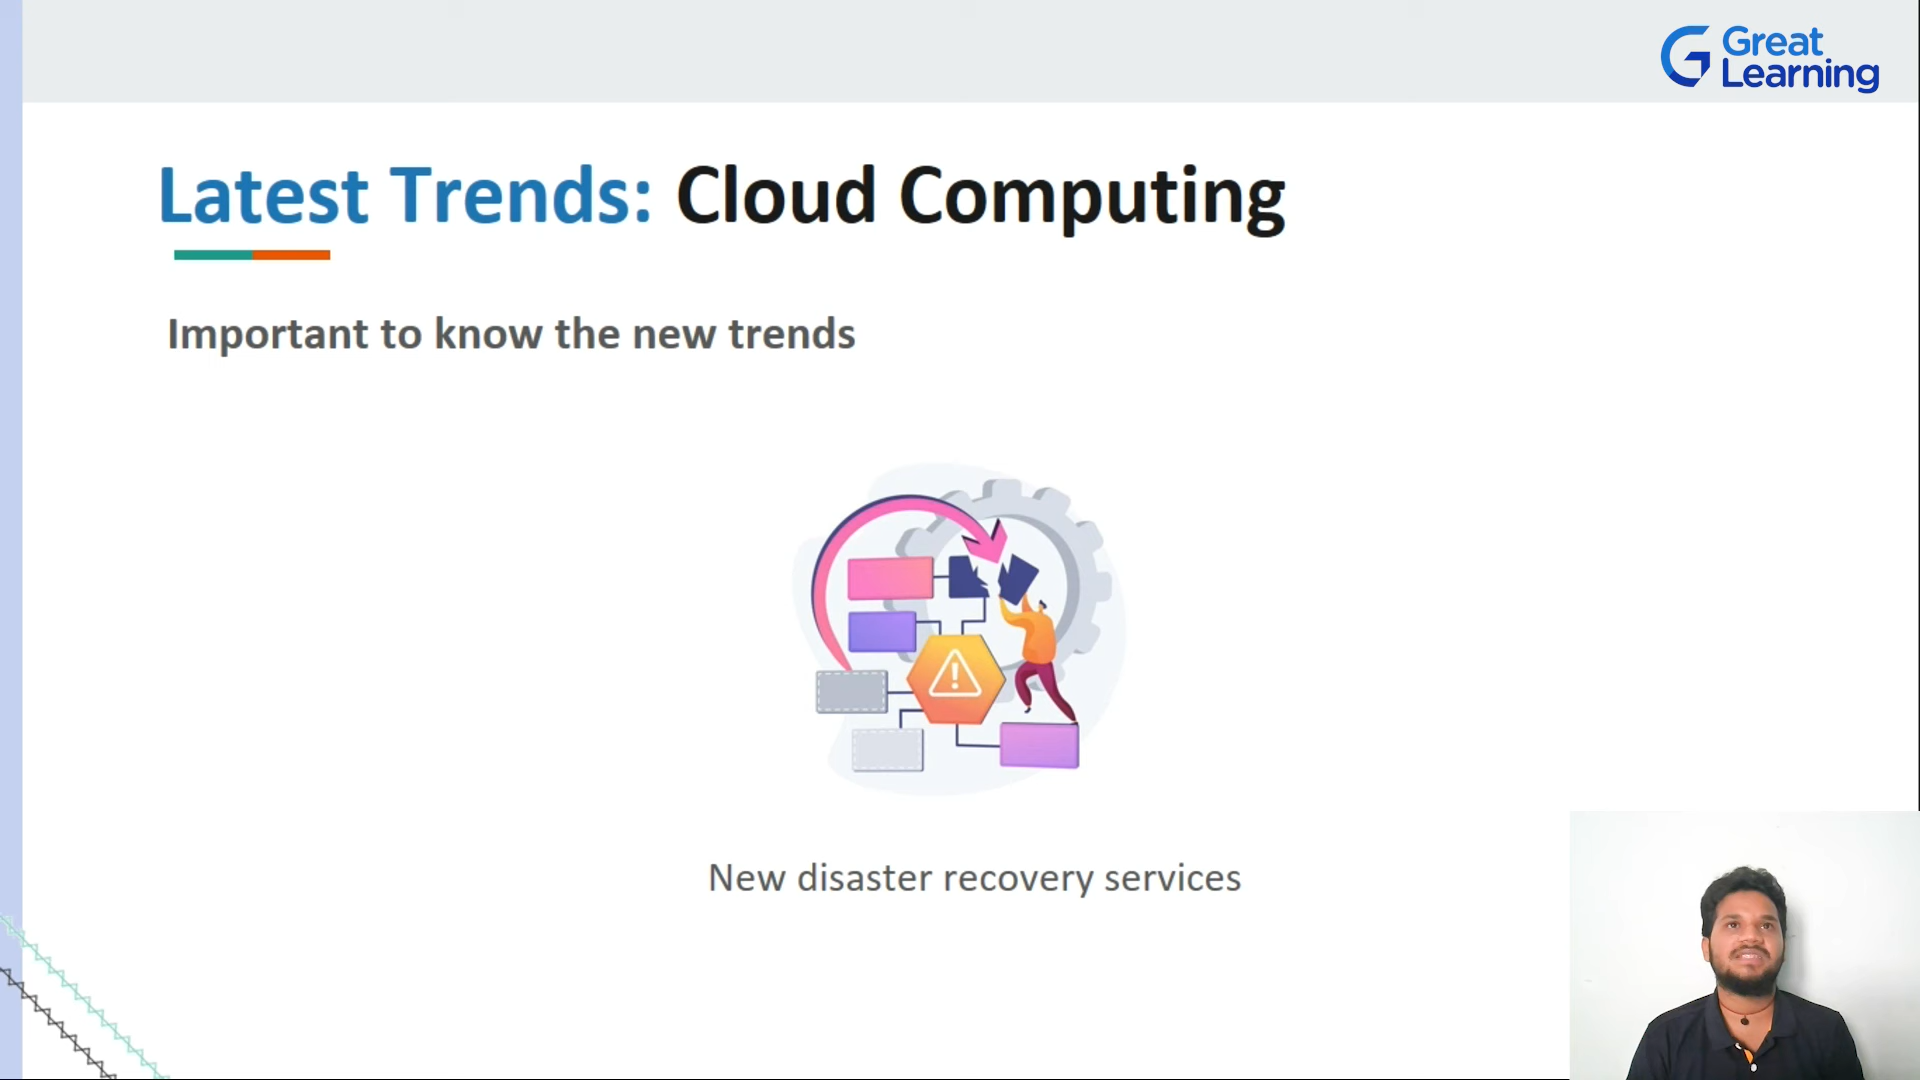 Great
Learning
Latest Trends: Cloud Computing
Important to know the new trends
New disaster recovery services